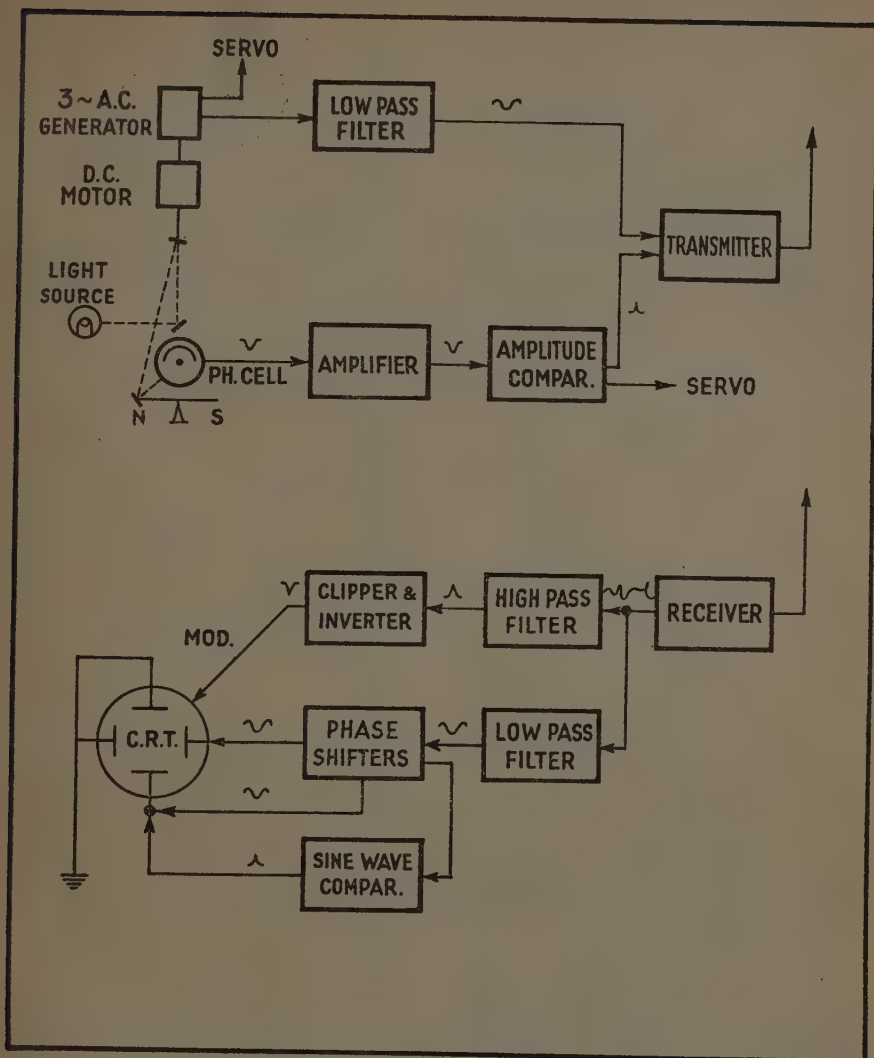 SERVO
3~A.C.
GENERATOR
LOW PASS
FILTER
D.C.
MOTOR
TRANSMITTER
LIGHT
SOURCE
PH. CELL
AMPLIFIER
AMPLITUDE
COMPAR.
SERVO
N S
CLIPPER &
INVERTER
HIGH PASS
FILTER
RECEIVER
MOD.
C.R.T.
PHASE
SHIFTERS
LOW PASS
FILTER
SINE WAVE
COMPAR.